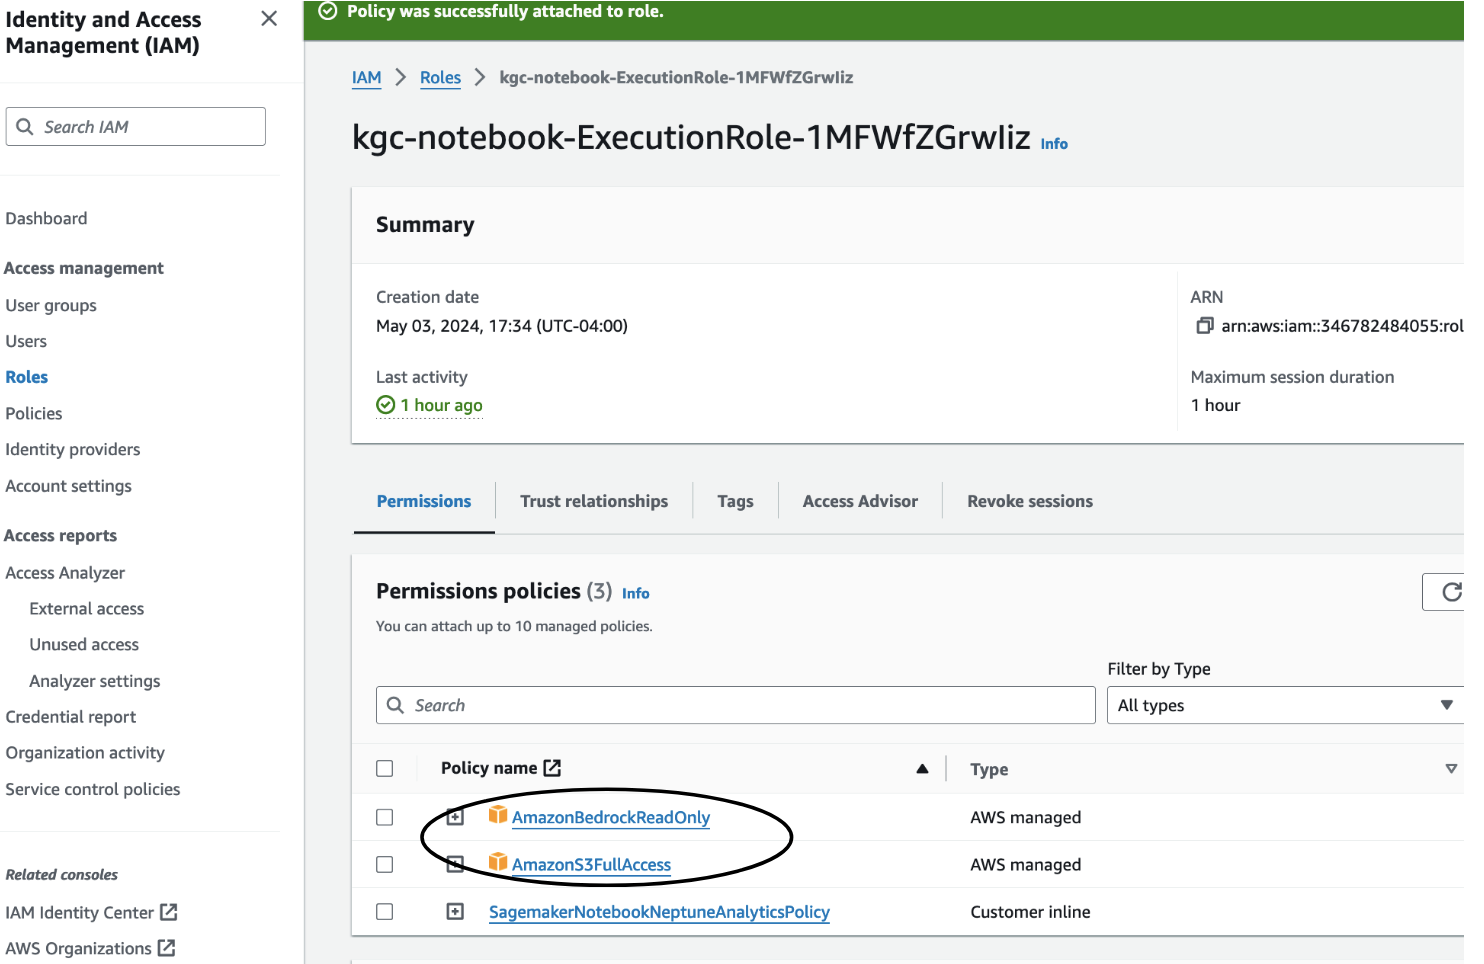 Identity and Access
Management (IAM)
Search IAM
Dashboard
Access management
User groups
Users
Roles
Policies
Identity providers
Account settings
Access reports
Access Analyzer
External access
Unused access
Analyzer settings
Credential report
Organization activity
Service control policies
Related consoles
IAM Identity Center
AWS Organizations
Policy was successfully attached to role.
IAM > Roles > kgc-notebook-ExecutionRole-1MFWfZGrwIiz
kgc-notebook-ExecutionRole-1MFWfZGrwIiz Info
Summary
Creation date
May 03, 2024, 17:34 (UTC-04:00)
ARN
arn:aws:iam::346782484055:rol
Last activity
1 hour ago
Maximum session duration
1 hour
Permissions Trust relationships Tags Access Advisor Revoke sessions
Permissions policies (3) Info
You can attach up to 10 managed policies.
Filter by Type
Search
All types
Policy name Type
AmazonBedrockReadOnly AWS managed
AmazonS3FullAccess AWS managed
SagemakerNotebookNeptuneAnalyticsPolicy Customer inline